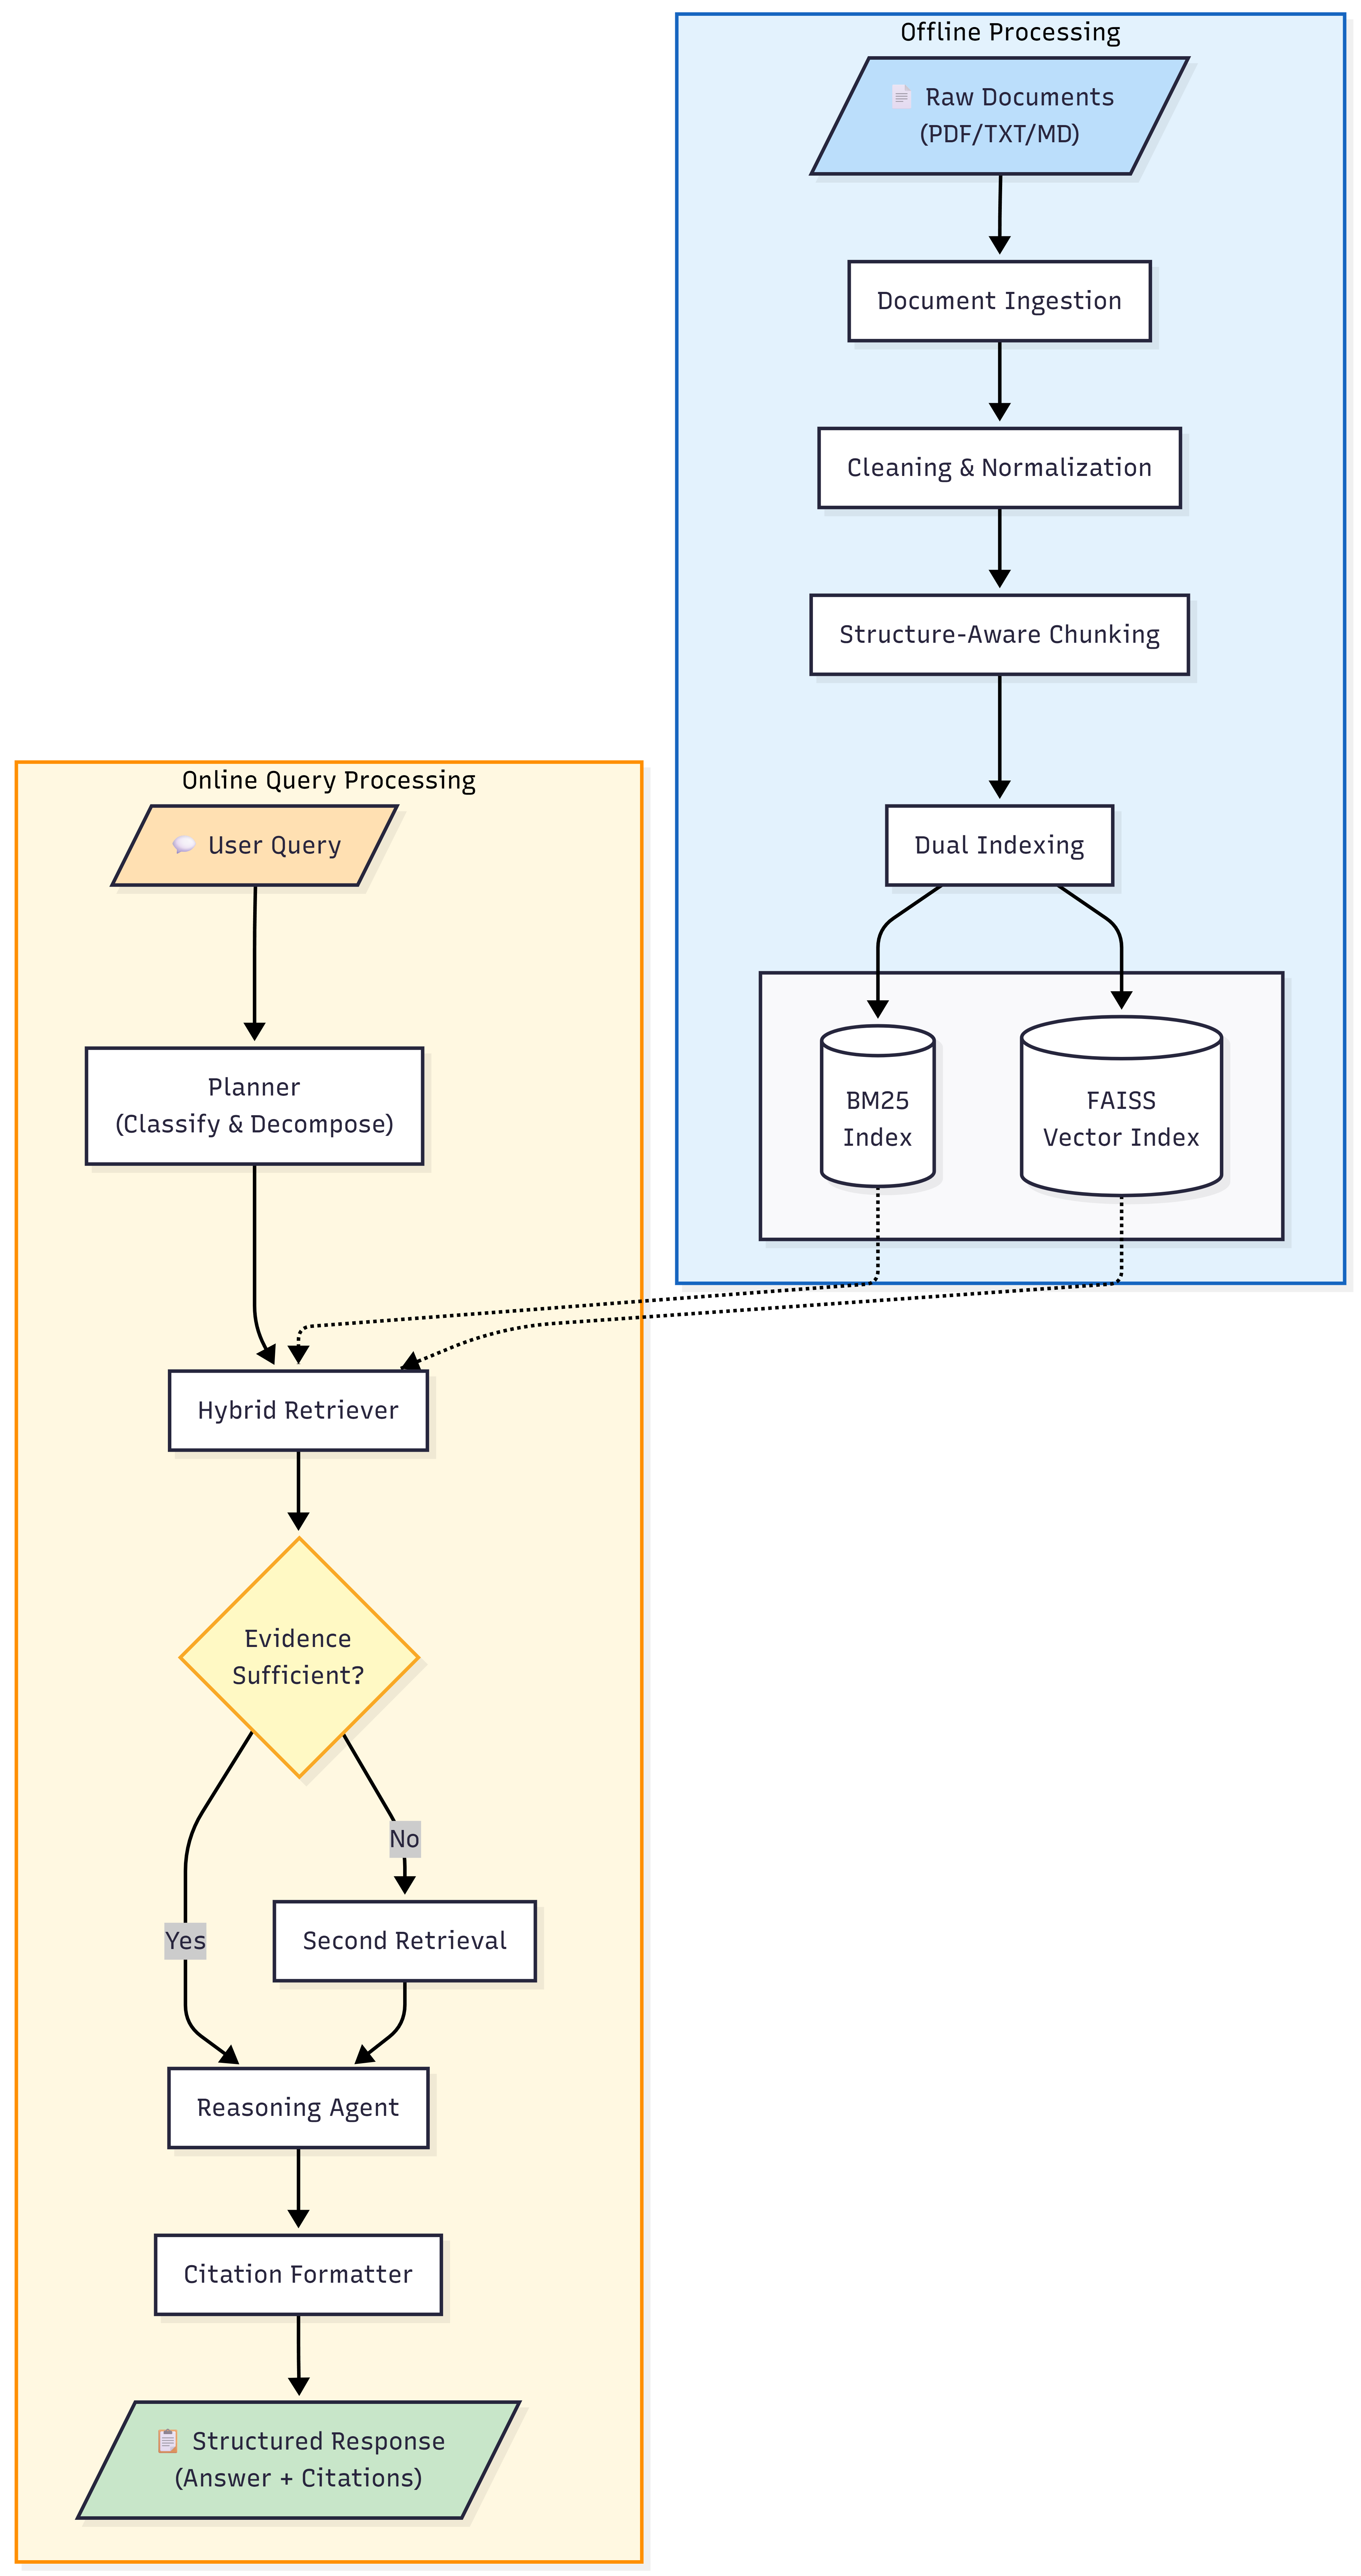 Offline Processing
Raw Documents
(PDF/TXT/MD)
Document Ingestion
Cleaning & Normalization
Structure-Aware Chunking
Dual Indexing
BM25
Index
FAISS
Vector Index
Online Query Processing
User Query
Planner
(Classify & Decompose)
Hybrid Retriever
Evidence
Sufficient?
No
Yes
Second Retrieval
Reasoning Agent
Citation Formatter
Structured Response
(Answer + Citations)